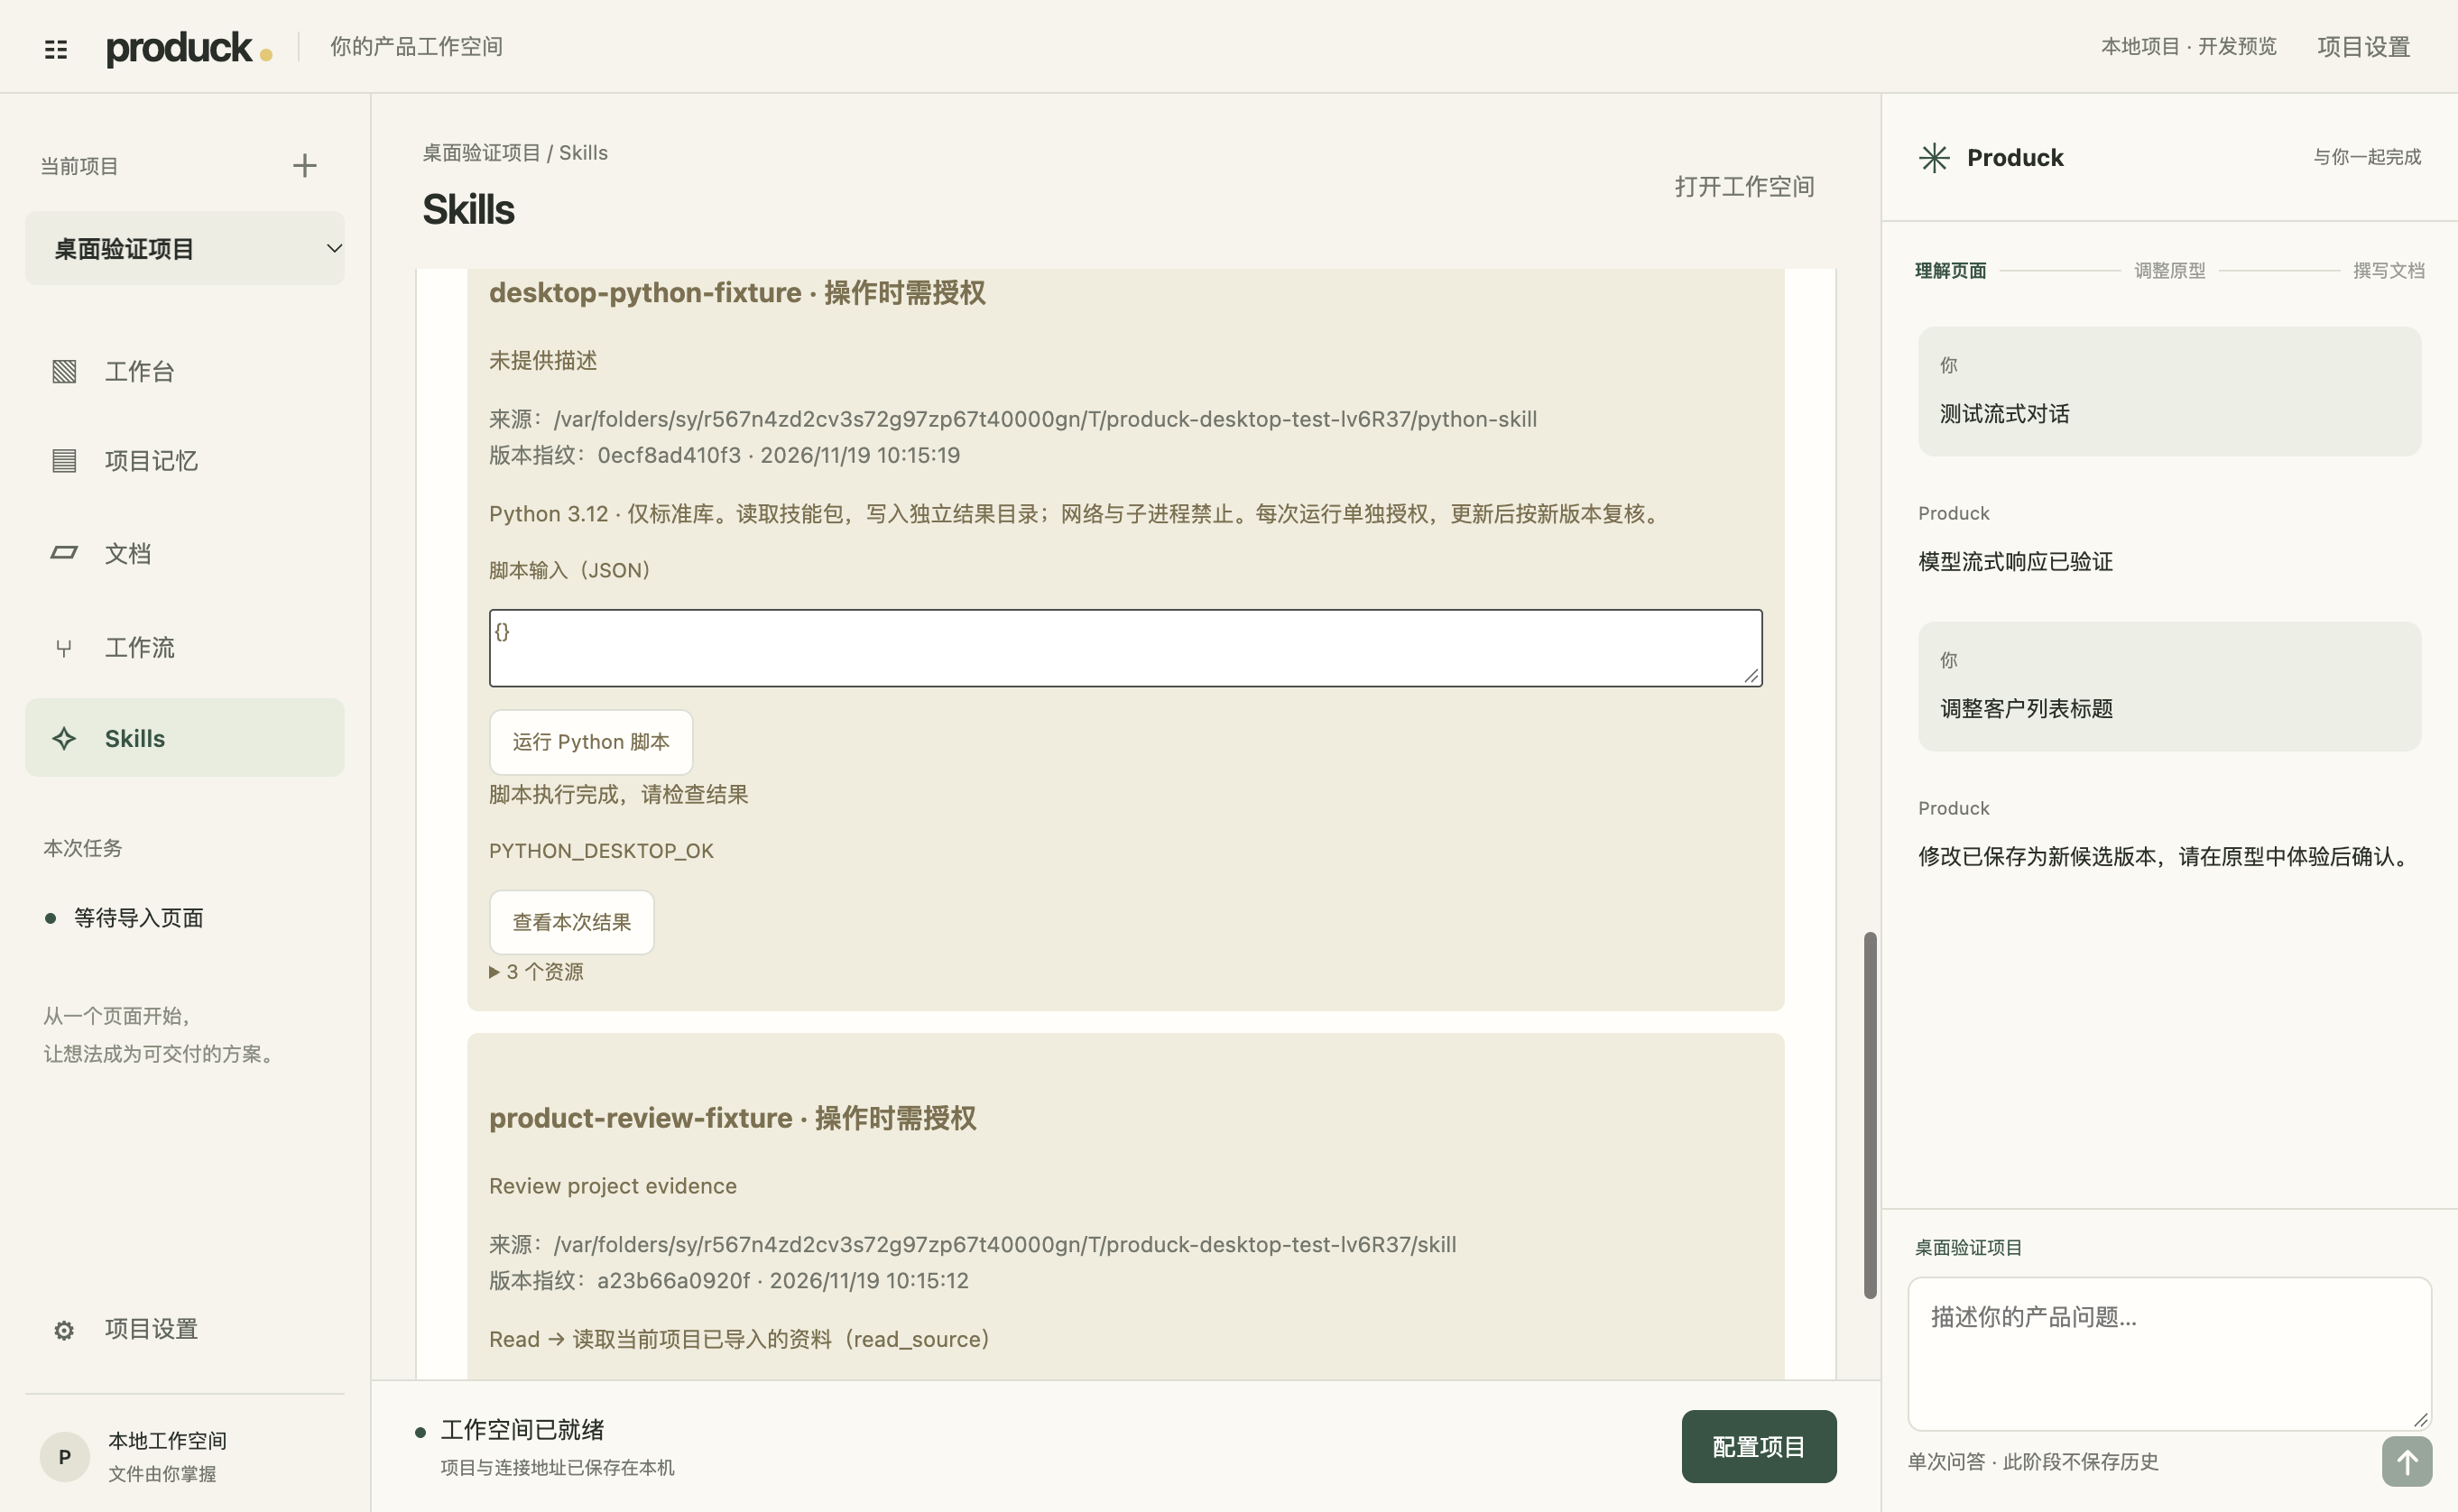 produck
你的产品工作空间
本地项目 · 开发预览
项目设置
当前项目
桌面验证项目
工作台
项目记忆
文档
工作流
Skills
本次任务
等待导入页面
从一个页面开始，
让想法成为可交付的方案。
项目设置
P
本地工作空间
文件由你掌握
桌面验证项目 / Skills
Skills
打开工作空间
desktop-python-fixture · 操作时需授权
未提供描述
来源：/var/folders/sy/r567n4zd2cv3s72g97zp67t40000gn/T/produck-desktop-test-lv6R37/python-skill
版本指纹：0ecf8ad410f3 · 2026/11/19 10:15:19
Python 3.12 · 仅标准库。读取技能包，写入独立结果目录；网络与子进程禁止。每次运行单独授权，更新后按新版本复核。
脚本输入（JSON）
{}
运行 Python 脚本
脚本执行完成，请检查结果
PYTHON_DESKTOP_OK
查看本次结果
3 个资源
product-review-fixture · 操作时需授权
Review project evidence
来源：/var/folders/sy/r567n4zd2cv3s72g97zp67t40000gn/T/produck-desktop-test-lv6R37/skill
版本指纹：a23b66a0920f · 2026/11/19 10:15:12
Read → 读取当前项目已导入的资料（read_source）
工作空间已就绪
项目与连接地址已保存在本机
配置项目
Produck
与你一起完成
理解页面
调整原型
撰写文档
你
测试流式对话
Produck
模型流式响应已验证
你
调整客户列表标题
Produck
修改已保存为新候选版本，请在原型中体验后确认。
桌面验证项目
描述你的产品问题...
单次问答 · 此阶段不保存历史